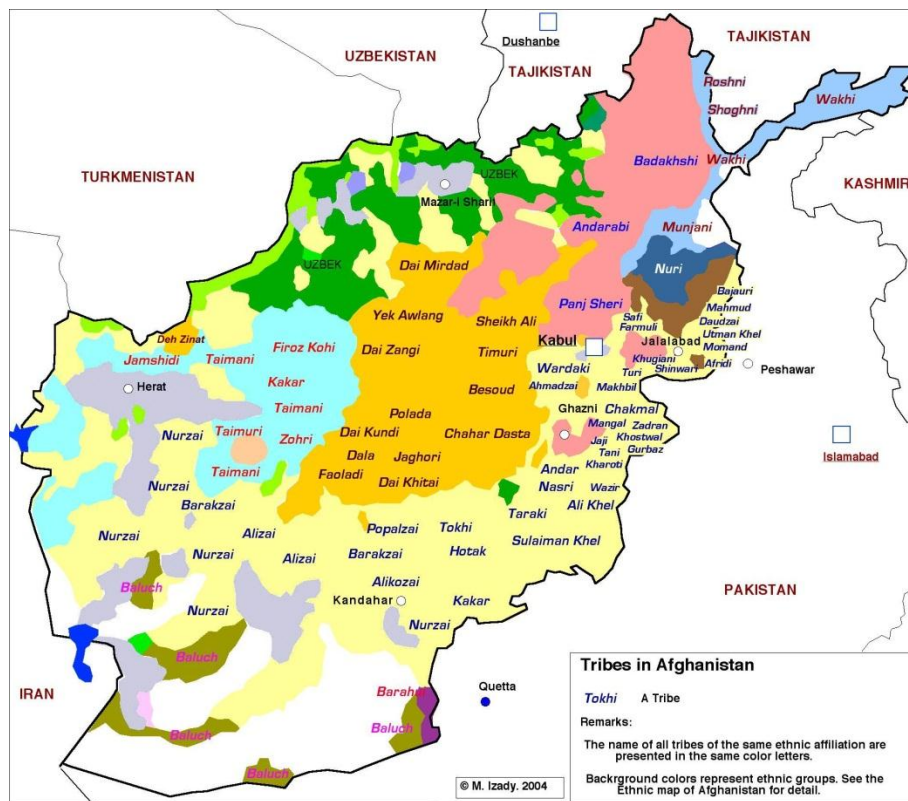 Dushanbe
UZBEKISTAN
TAJIKISTAN
TAJIKISTAN
Roshni
Shoghni
Wakhi
Badakhshi
Wakhi
TURKMENISTAN
UZBEK
KASHMIR
Mazar-i Sharif
Andarabi
Munjani
UZBEK
Dai Mirdad
Nuri
Panj Sheri
Bajauri
Mahmud
Yek Awlang
Sheikh Ali
Safi
Farmuli
Daudzai
Utman Khel
Deh Zinat
Firoz Kohi
Kabul
Jalalabad
Momand
Jamshidi
Taimani
Dai Zangi
Timuri
Wardaki
Khugiani
Afridi
Turi
Shinwari
Peshawar
Herat
Kakar
Besoud
Ahmadzai
Makhbil
Taimani
Polada
Ghazni
Chakmal
Nurzai
Taimuri
Zohri
Dai Kundi
Chahar Dasta
Mangal
Zadran
Jaji
Khostwal
Tani
Gurbaz
Islamabad
Taimani
Dala
Jaghori
Kharoti
Faoladi
Dai Khitai
Andar
Nurzai
Nasri
Wazir
Barakzai
Taraki
Ali Khel
Nurzai
Alizai
Popalzai
Tokhi
Sulaiman Khel
Nurzai
Alizai
Barakzai
Hotak
Baluch
Alikozai
PAKISTAN
Nurzai
Kandahar
Kakar
Nurzai
Baluch
Tribes in Afghanistan
IRAN
Barahui
Quetta
Tokhi A Tribe
Baluch
Baluch
Remarks:
The name of all tribes of the same ethnic affiliation are
presented in the same color letters.
Baluch
© M. Izady. 2004
Backrground colors represent ethnic groups. See the
Ethnic map of Afghanistan for detail.